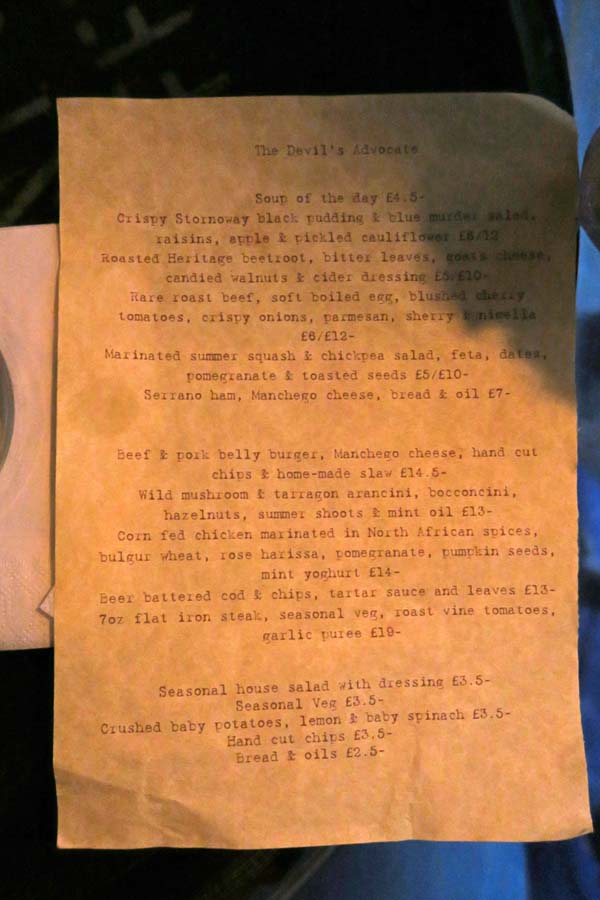 The Devil's Advocate
Soup of the day £4.5-
Crispy Stornoway black pudding & blue murder salad,
raisins, apple & pickled cauliflower £6/12
Roasted Heritage beetroot, bitter leaves, goats cheese,
candied walnuts & cider dressing £5/£10-
Rare roast beef, soft boiled egg, blushed cherry
tomatoes, crispy onions, parmesan, sherry & nigella
£6/£12-
Marinated summer squash & chickpea salad, feta, dates,
pomegranate & toasted seeds £5/£10-
Serrano ham, Manchego cheese, bread & oil £7-
Beef & pork belly burger, Manchego cheese, hand cut
chips & home-made slaw £14.5-
Wild mushroom & tarragon arancini, bocconcini,
hazelnuts, summer shoots & mint oil £13-
Corn fed chicken marinated in North African spices,
bulgur wheat, rose harissa, pomegranate, pumpkin seeds,
mint yoghurt £14-
Beer battered cod & chips, tartar sauce and leaves £13-
7oz flat iron steak, seasonal veg, roast vine tomatoes,
garlic puree £19-
Seasonal house salad with dressing £3.5-
Seasonal Veg £3.5-
Crushed baby potatoes, lemon & baby spinach £3.5-
Hand cut chips £3.5-
Bread & oils £2.5-